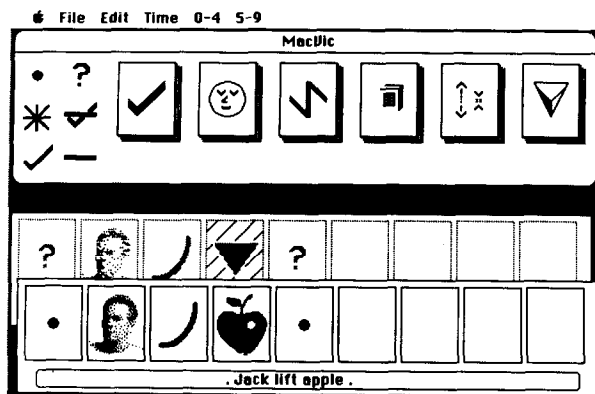 File Edit Time 0-4 5-9
MacVic
?
? ?
. Jack lift apple .